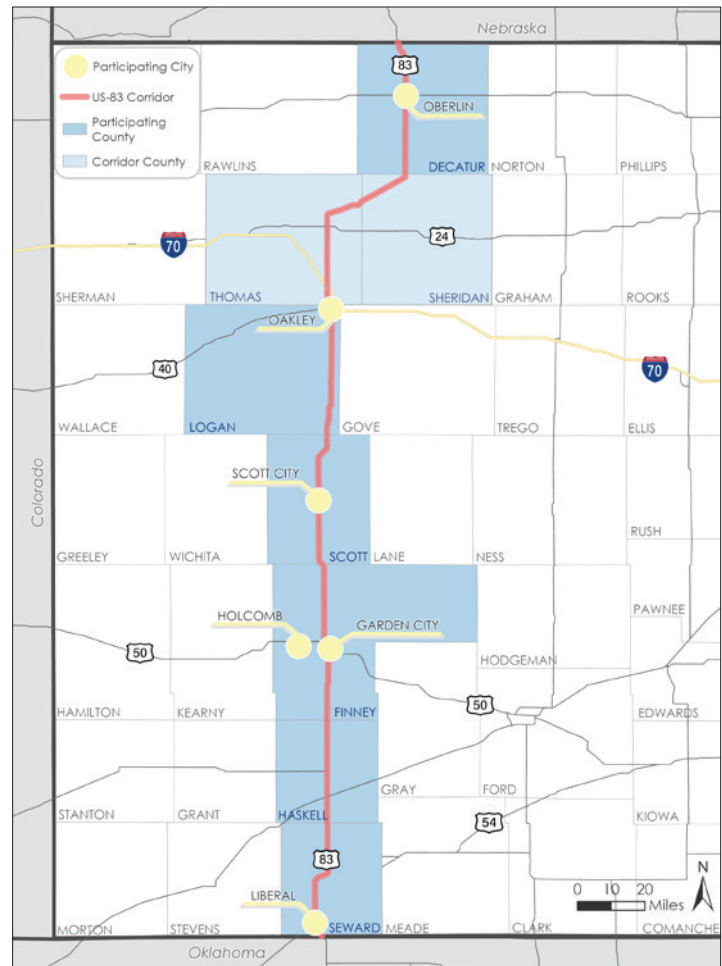 Nebraska
Participating City
US-83 Corridor
Participating
County
Corridor County
83
OBERLIN
RAWLINS
DECATUR
NORTON
PHILLIPS
70
24
SHERMAN
THOMAS
SHERIDAN
GRAHAM
ROOKS
OAKLEY
40
70
WALLACE
LOGAN
GOVE
TREGO
ELLIS
Colorado
SCOTT CITY
RUSH
GREELEY
WICHITA
SCOTT
LANE
NESS
PAWNEE
HOLCOMB
GARDEN CITY
50
HODGEMAN
50
HAMILTON
KEARNY
FINNEY
EDWARDS
GRAY
FORD
STANTON
GRANT
HASKELL
KIOWA
54
83
N
LIBERAL
0 10 20
Miles
MORTON
STEVENS
SEWARD
MEADE
CLARK
COMANCHE
Oklahoma